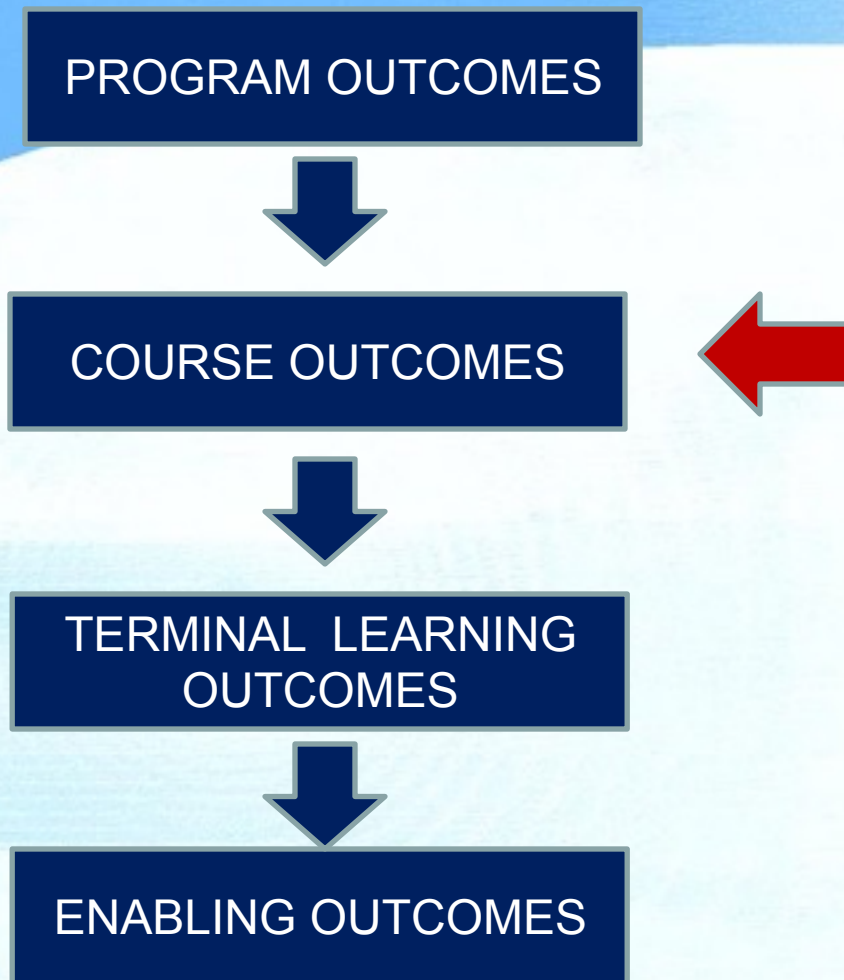 PROGRAM OUTCOMES
COURSE OUTCOMES
TERMINAL LEARNING
OUTCOMES
ENABLING OUTCOMES